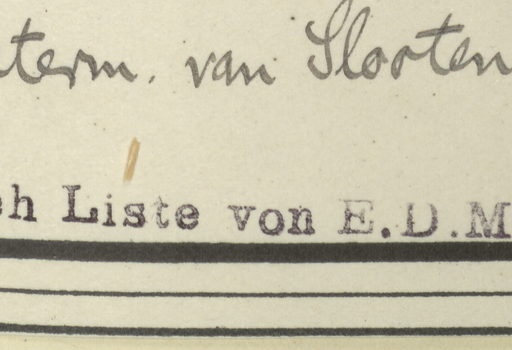 term. van Slooten
Liste von E.D.M